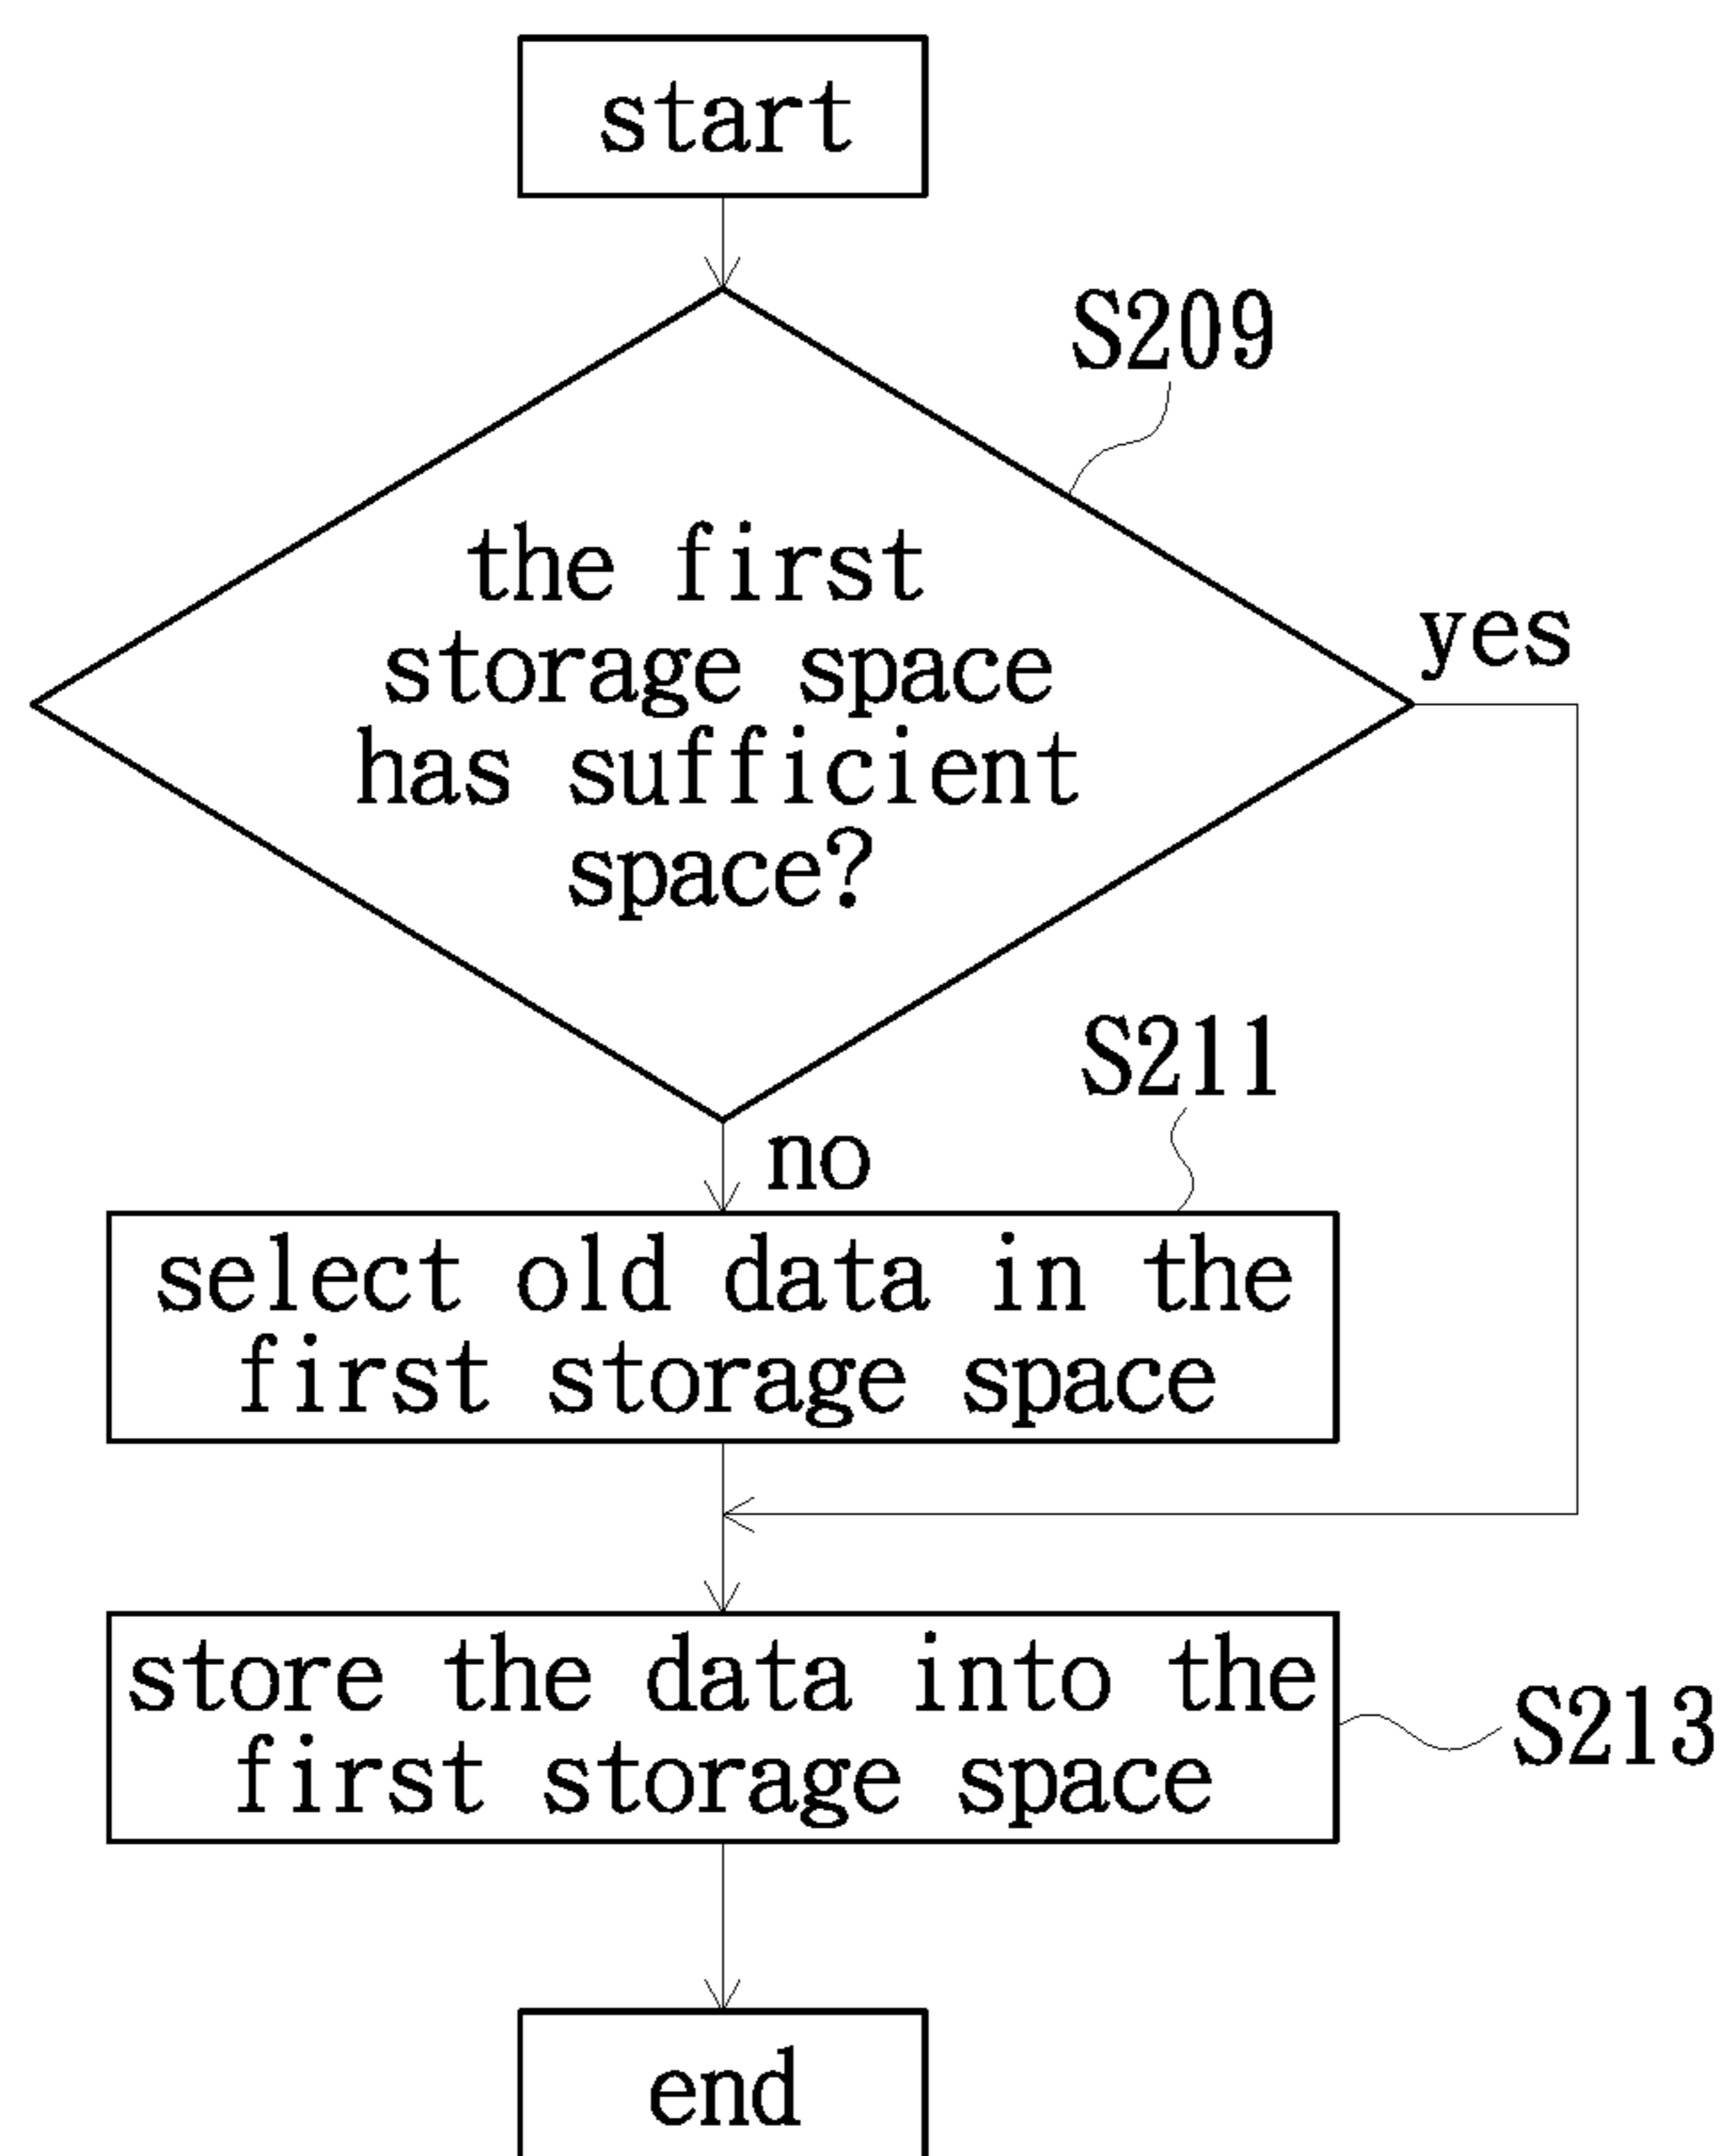 start
S209
the first
storage space
has sufficient
space?
yes
no
S211
select old data in the
first storage space
store the data into the
first storage space
S213
end